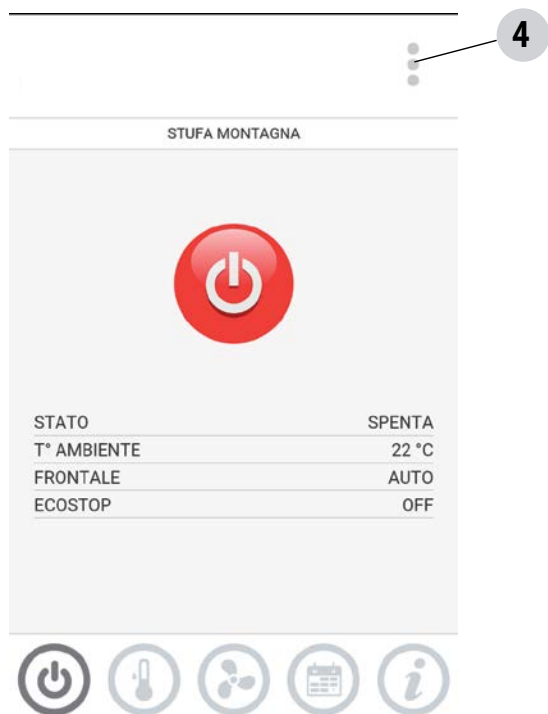 4
STUFA MONTAGNA
STATO SPENTA
T° AMBIENTE 22 °C
FRONTALE AUTO
ECOSTOP OFF
i